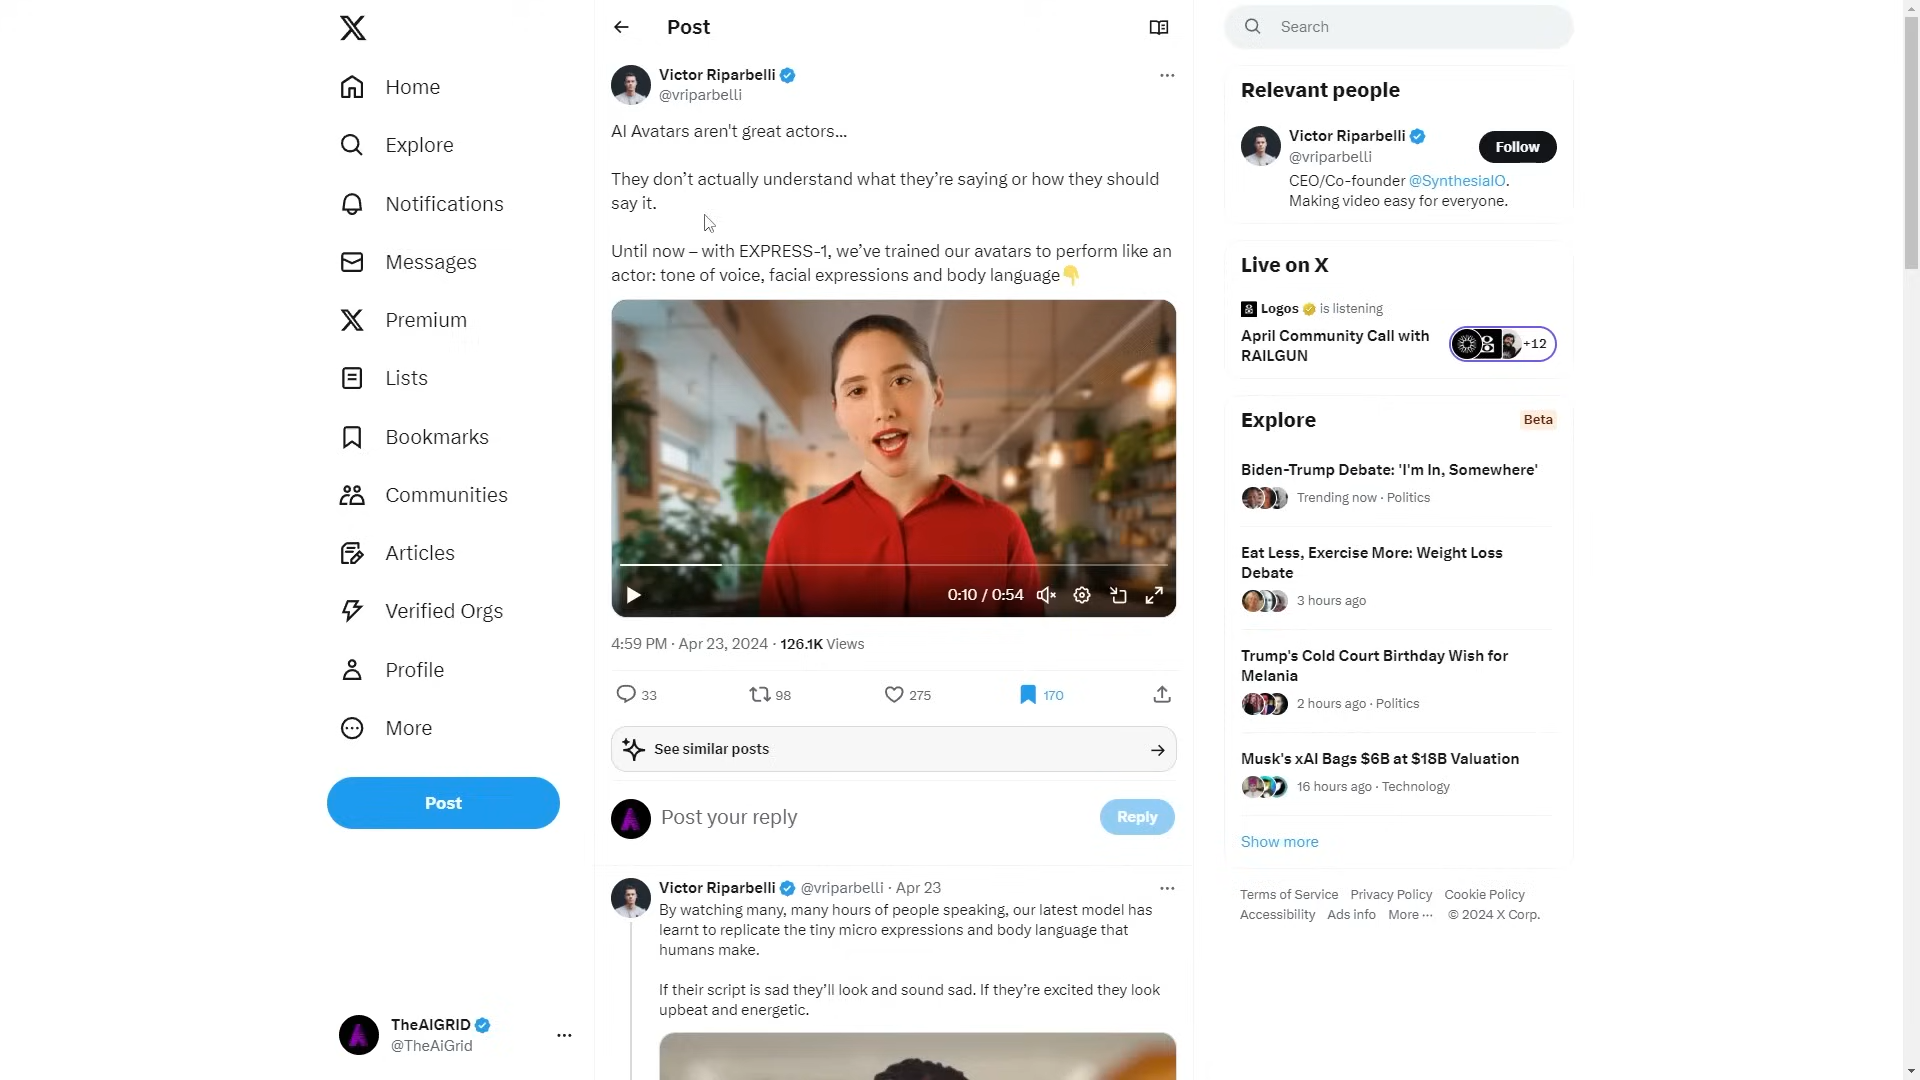 Home
Explore
Notifications
Messages
Premium
Lists
Bookmarks
Communities
Articles
Verified Orgs
Profile
More
Post
TheAIGRID
@TheAiGrid
Post
Victor Riparbelli
@vriparbelli
AI Avatars aren't great actors...
They don’t actually understand what they’re saying or how they should
say it.
Until now – with EXPRESS-1, we’ve trained our avatars to perform like an
actor: tone of voice, facial expressions and body language👇
0:10 / 0:54
4:59 PM · Apr 23, 2024 · 126.1K Views
33
98
275
170
See similar posts
Post your reply
Reply
Victor Riparbelli @vriparbelli · Apr 23
By watching many, many hours of people speaking, our latest model has
learnt to replicate the tiny micro expressions and body language that
humans make.
If their script is sad they’ll look and sound sad. If they’re excited they look
upbeat and energetic.
Search
Relevant people
Victor Riparbelli
@vriparbelli
Follow
CEO/Co-founder @SynthesiaIO.
Making video easy for everyone.
Live on X
Logos is listening
April Community Call with
RAILGUN
+12
Explore
Beta
Biden-Trump Debate: 'I'm In, Somewhere'
Trending now · Politics
Eat Less, Exercise More: Weight Loss
Debate
3 hours ago
Trump's Cold Court Birthday Wish for
Melania
2 hours ago · Politics
Musk's xAI Bags $6B at $18B Valuation
16 hours ago · Technology
Show more
Terms of Service Privacy Policy Cookie Policy
Accessibility Ads info More ··· © 2024 X Corp.